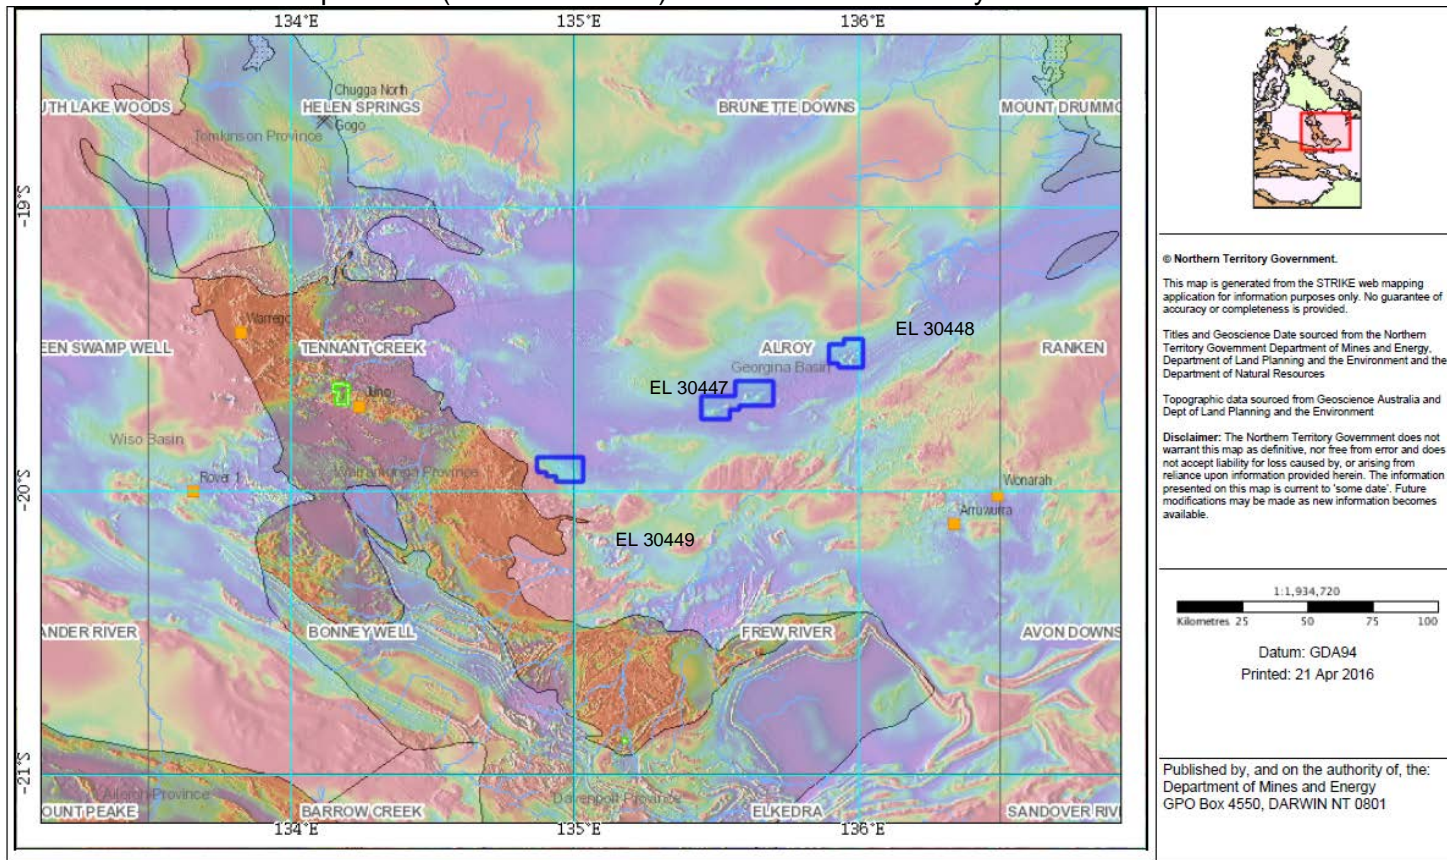 134°E 135°E 136°E
Chugga North
UTH LAKE WOODS HELEN SPRINGS BRUNETTE DOWNS MOUNT DRUMMO
Gogo
Tomkinson Province
-19°S
Warrego
EL 30448
EEN SWAMP WELL TENNANT CREEK ALROY RANKEN
Georgina Basin
EL 30447
Juno
Wiso Basin
Warramunga Province
Rover 1
-20°S
Wonarah
Arruwurra
EL 30449
ANDER RIVER BONNEY WELL FREW RIVER AVON DOWNS
-21°S
Aileron Province
Davenport Province
OUNT PEAKE BARROW CREEK ELKEDRA SANDOVER RIV
134°E 135°E 136°E
© Northern Territory Government.
This map is generated from the STRIKE web mapping
application for information purposes only. No guarantee of
accuracy or completeness is provided.
Titles and Geoscience Date sourced from the Northern
Territory Government Department of Mines and Energy,
Department of Land Planning and the Environment and the
Department of Natural Resources
Topographic data sourced from Geoscience Australia and
Dept of Land Planning and the Environment
Disclaimer: The Northern Territory Government does not
warrant this map as definitive, nor free from error and does
not accept liability for loss caused by, or arising from
reliance upon information provided herein. The information
presented on this map is current to 'some date'. Future
modifications may be made as new information becomes
available.
1:1,934,720
Kilometres 25 50 75 100
Datum: GDA94
Printed: 21 Apr 2016
Published by, and on the authority of, the:
Department of Mines and Energy
GPO Box 4550, DARWIN NT 0801